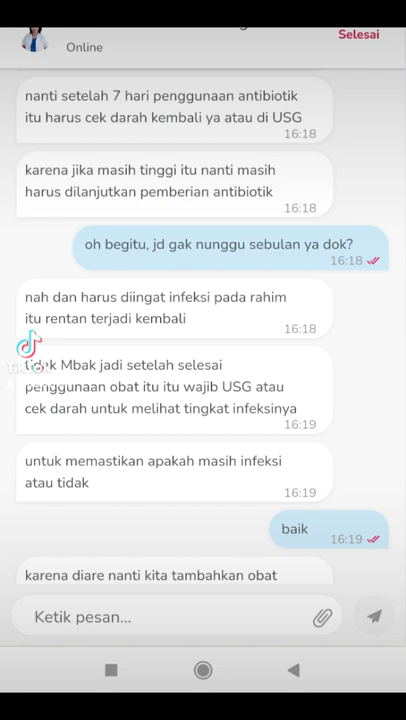 Online
Selesai
nanti setelah 7 hari penggunaan antibiotik
itu harus cek darah kembali ya atau di USG
16:18
karena jika masih tinggi itu nanti masih
harus dilanjutkan pemberian antibiotik
16:18
oh begitu, jd gak nunggu sebulan ya dok?
16:18
nah dan harus diingat infeksi pada rahim
itu rentan terjadi kembali
16:18
tidak Mbak jadi setelah selesai
penggunaan obat itu itu wajib USG atau
cek darah untuk melihat tingkat infeksinya
16:19
untuk memastikan apakah masih infeksi
atau tidak
16:19
baik
16:19
karena diare nanti kita tambahkan obat
Ketik pesan...